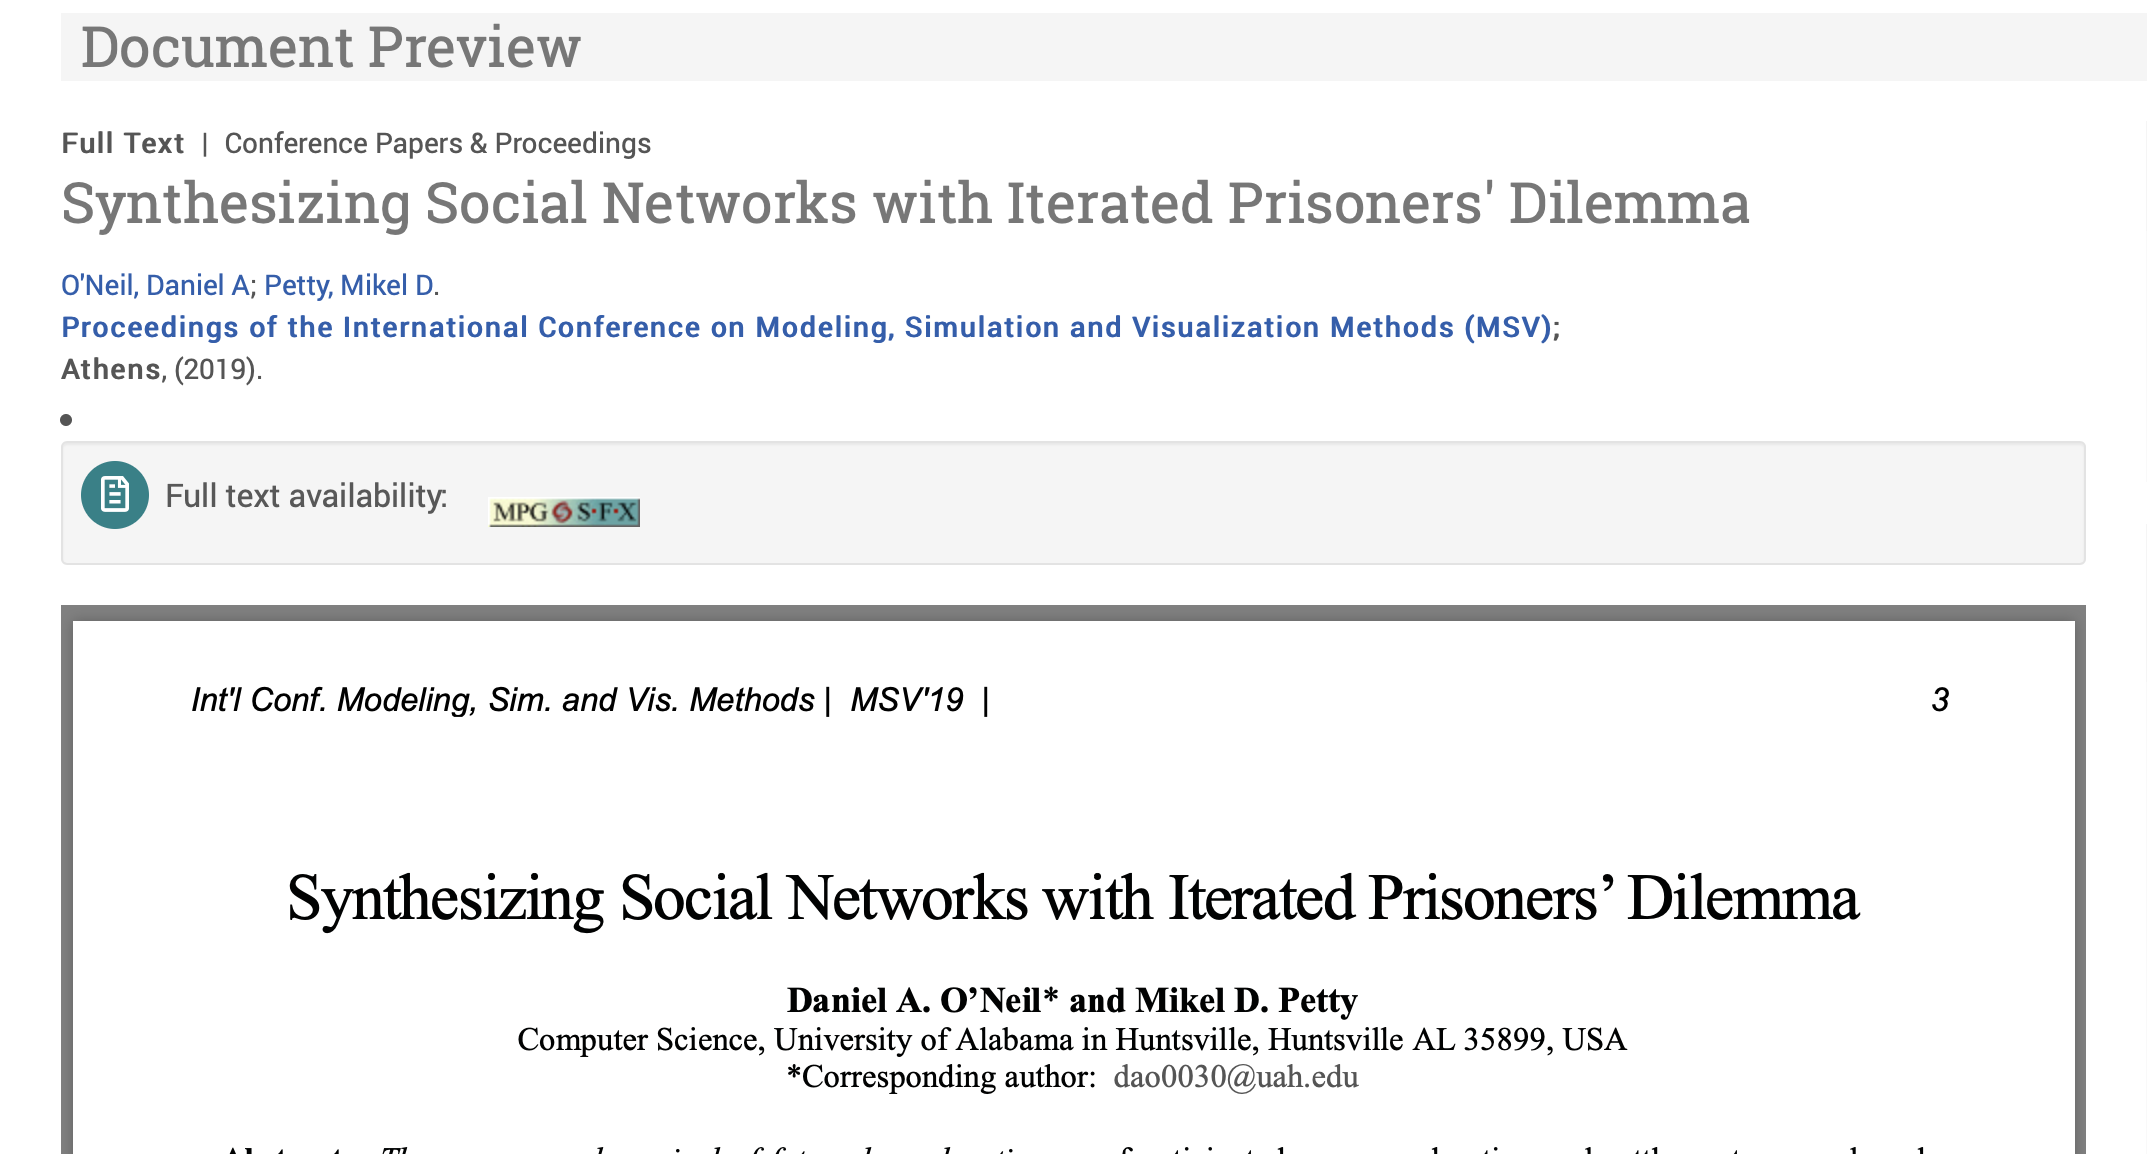 Document Preview
Full Text | Conference Papers & Proceedings
Synthesizing Social Networks with Iterated Prisoners' Dilemma
O'Neil, Daniel A; Petty, Mikel D.
Proceedings of the International Conference on Modeling, Simulation and Visualization Methods (MSV);
Athens, (2019).
Full text availability: MPG S·F·X
Int'l Conf. Modeling, Sim. and Vis. Methods | MSV'19 | 3
Synthesizing Social Networks with Iterated Prisoners’ Dilemma
Daniel A. O’Neil* and Mikel D. Petty
Computer Science, University of Alabama in Huntsville, Huntsville AL 35899, USA
*Corresponding author: dao0030@uah.edu